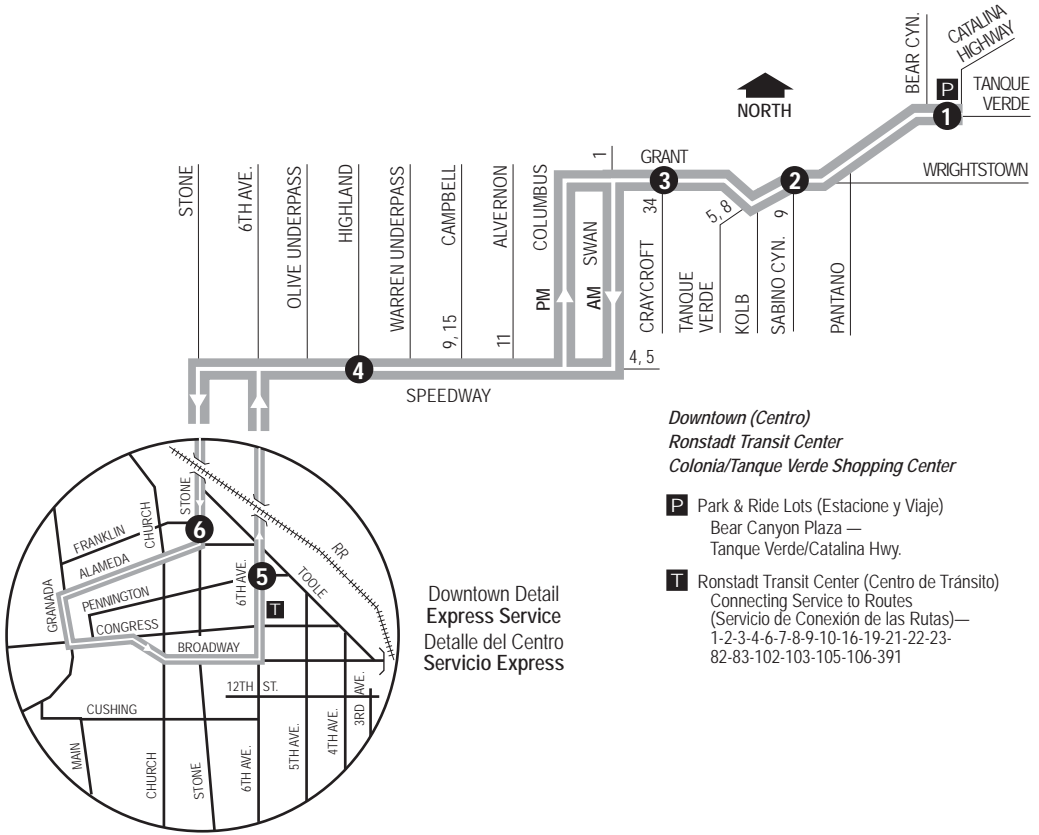 BEAR CYN.
CATALINA
HIGHWAY
P
TANQUE
VERDE
1
NORTH
WRIGHTSTOWN
STONE
6TH AVE.
OLIVE UNDERPASS
HIGHLAND
WARREN UNDERPASS
CAMPBELL
9, 15
ALVERNON
11
COLUMBUS
PM
1
SWAN
AM
GRANT
3
34
CRAYCROFT
5, 8
TANQUE
VERDE
KOLB
2
9
SABINO CYN.
PANTANO
4
4, 5
SPEEDWAY
Downtown (Centro)
Ronstadt Transit Center
Colonia/Tanque Verde Shopping Center
P Park & Ride Lots (Estacione y Viaje)
Bear Canyon Plaza —
Tanque Verde/Catalina Hwy.
T Ronstadt Transit Center (Centro de Tránsito)
Connecting Service to Routes
(Servicio de Conexión de las Rutas)—
1-2-3-4-6-7-8-9-10-16-19-21-22-23-
82-83-102-103-105-106-391
Downtown Detail
Express Service
Detalle del Centro
Servicio Express
STONE
CHURCH
6
FRANKLIN
ALAMEDA
RR
GRANADA
PENNINGTON
6TH AVE.
5
TOOLE
T
CONGRESS
BROADWAY
12TH ST.
CUSHING
MAIN
CHURCH
STONE
6TH AVE.
5TH AVE.
4TH AVE.
3RD AVE.